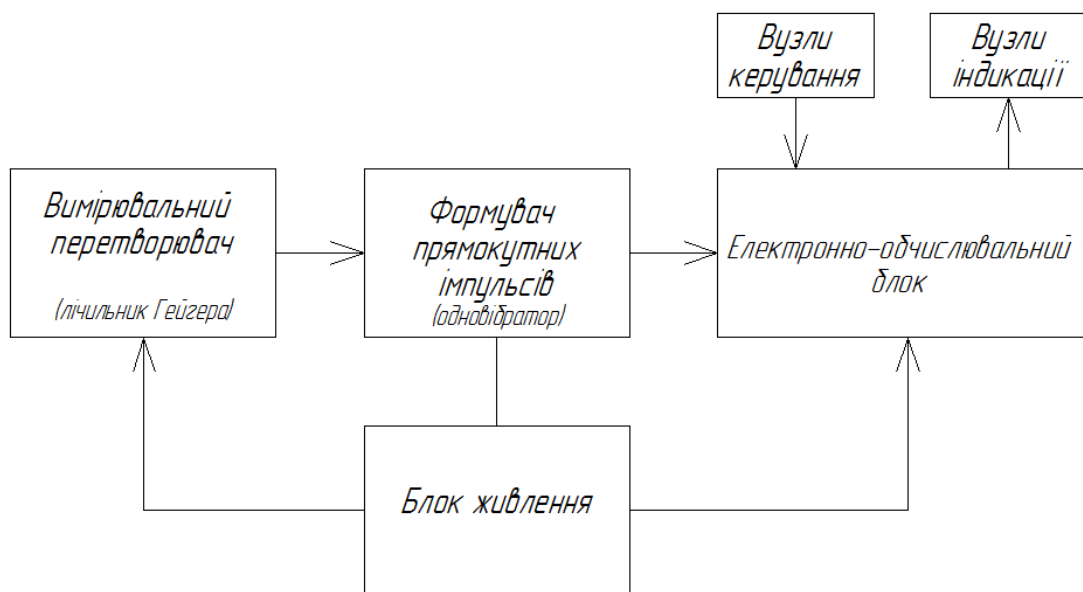 Вузли
керування
Вузли
індикації
Вимірювальний
перетворювач
(лічильник Гейгера)
Формувач
прямокутних
імпульсів
(одновібратор)
Електронно-обчислювальний
блок
Блок живлення